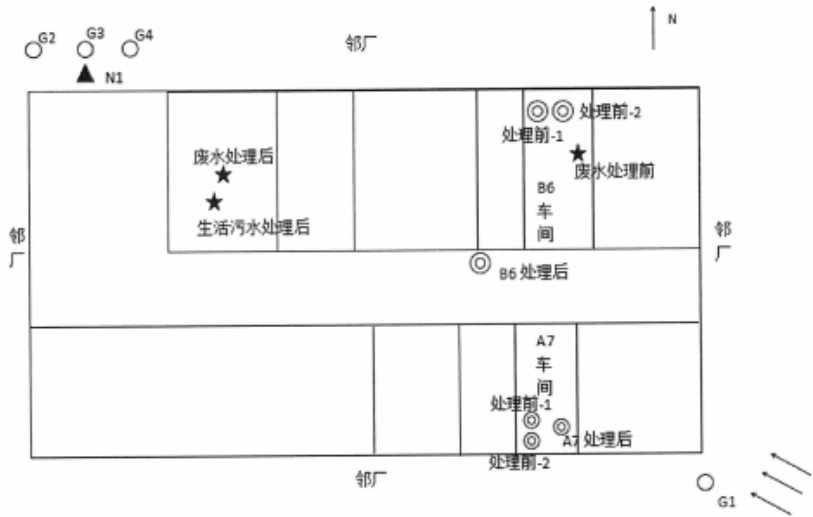 G2
G3
G4
邻厂
N
N1
处理前-2
处理前-1
废水处理后
废水处理前
B6
车
间
生活污水处理后
邻
厂
邻
厂
B6 处理后
A7
车
间
处理前-1
A7 处理后
处理前-2
邻厂
G1